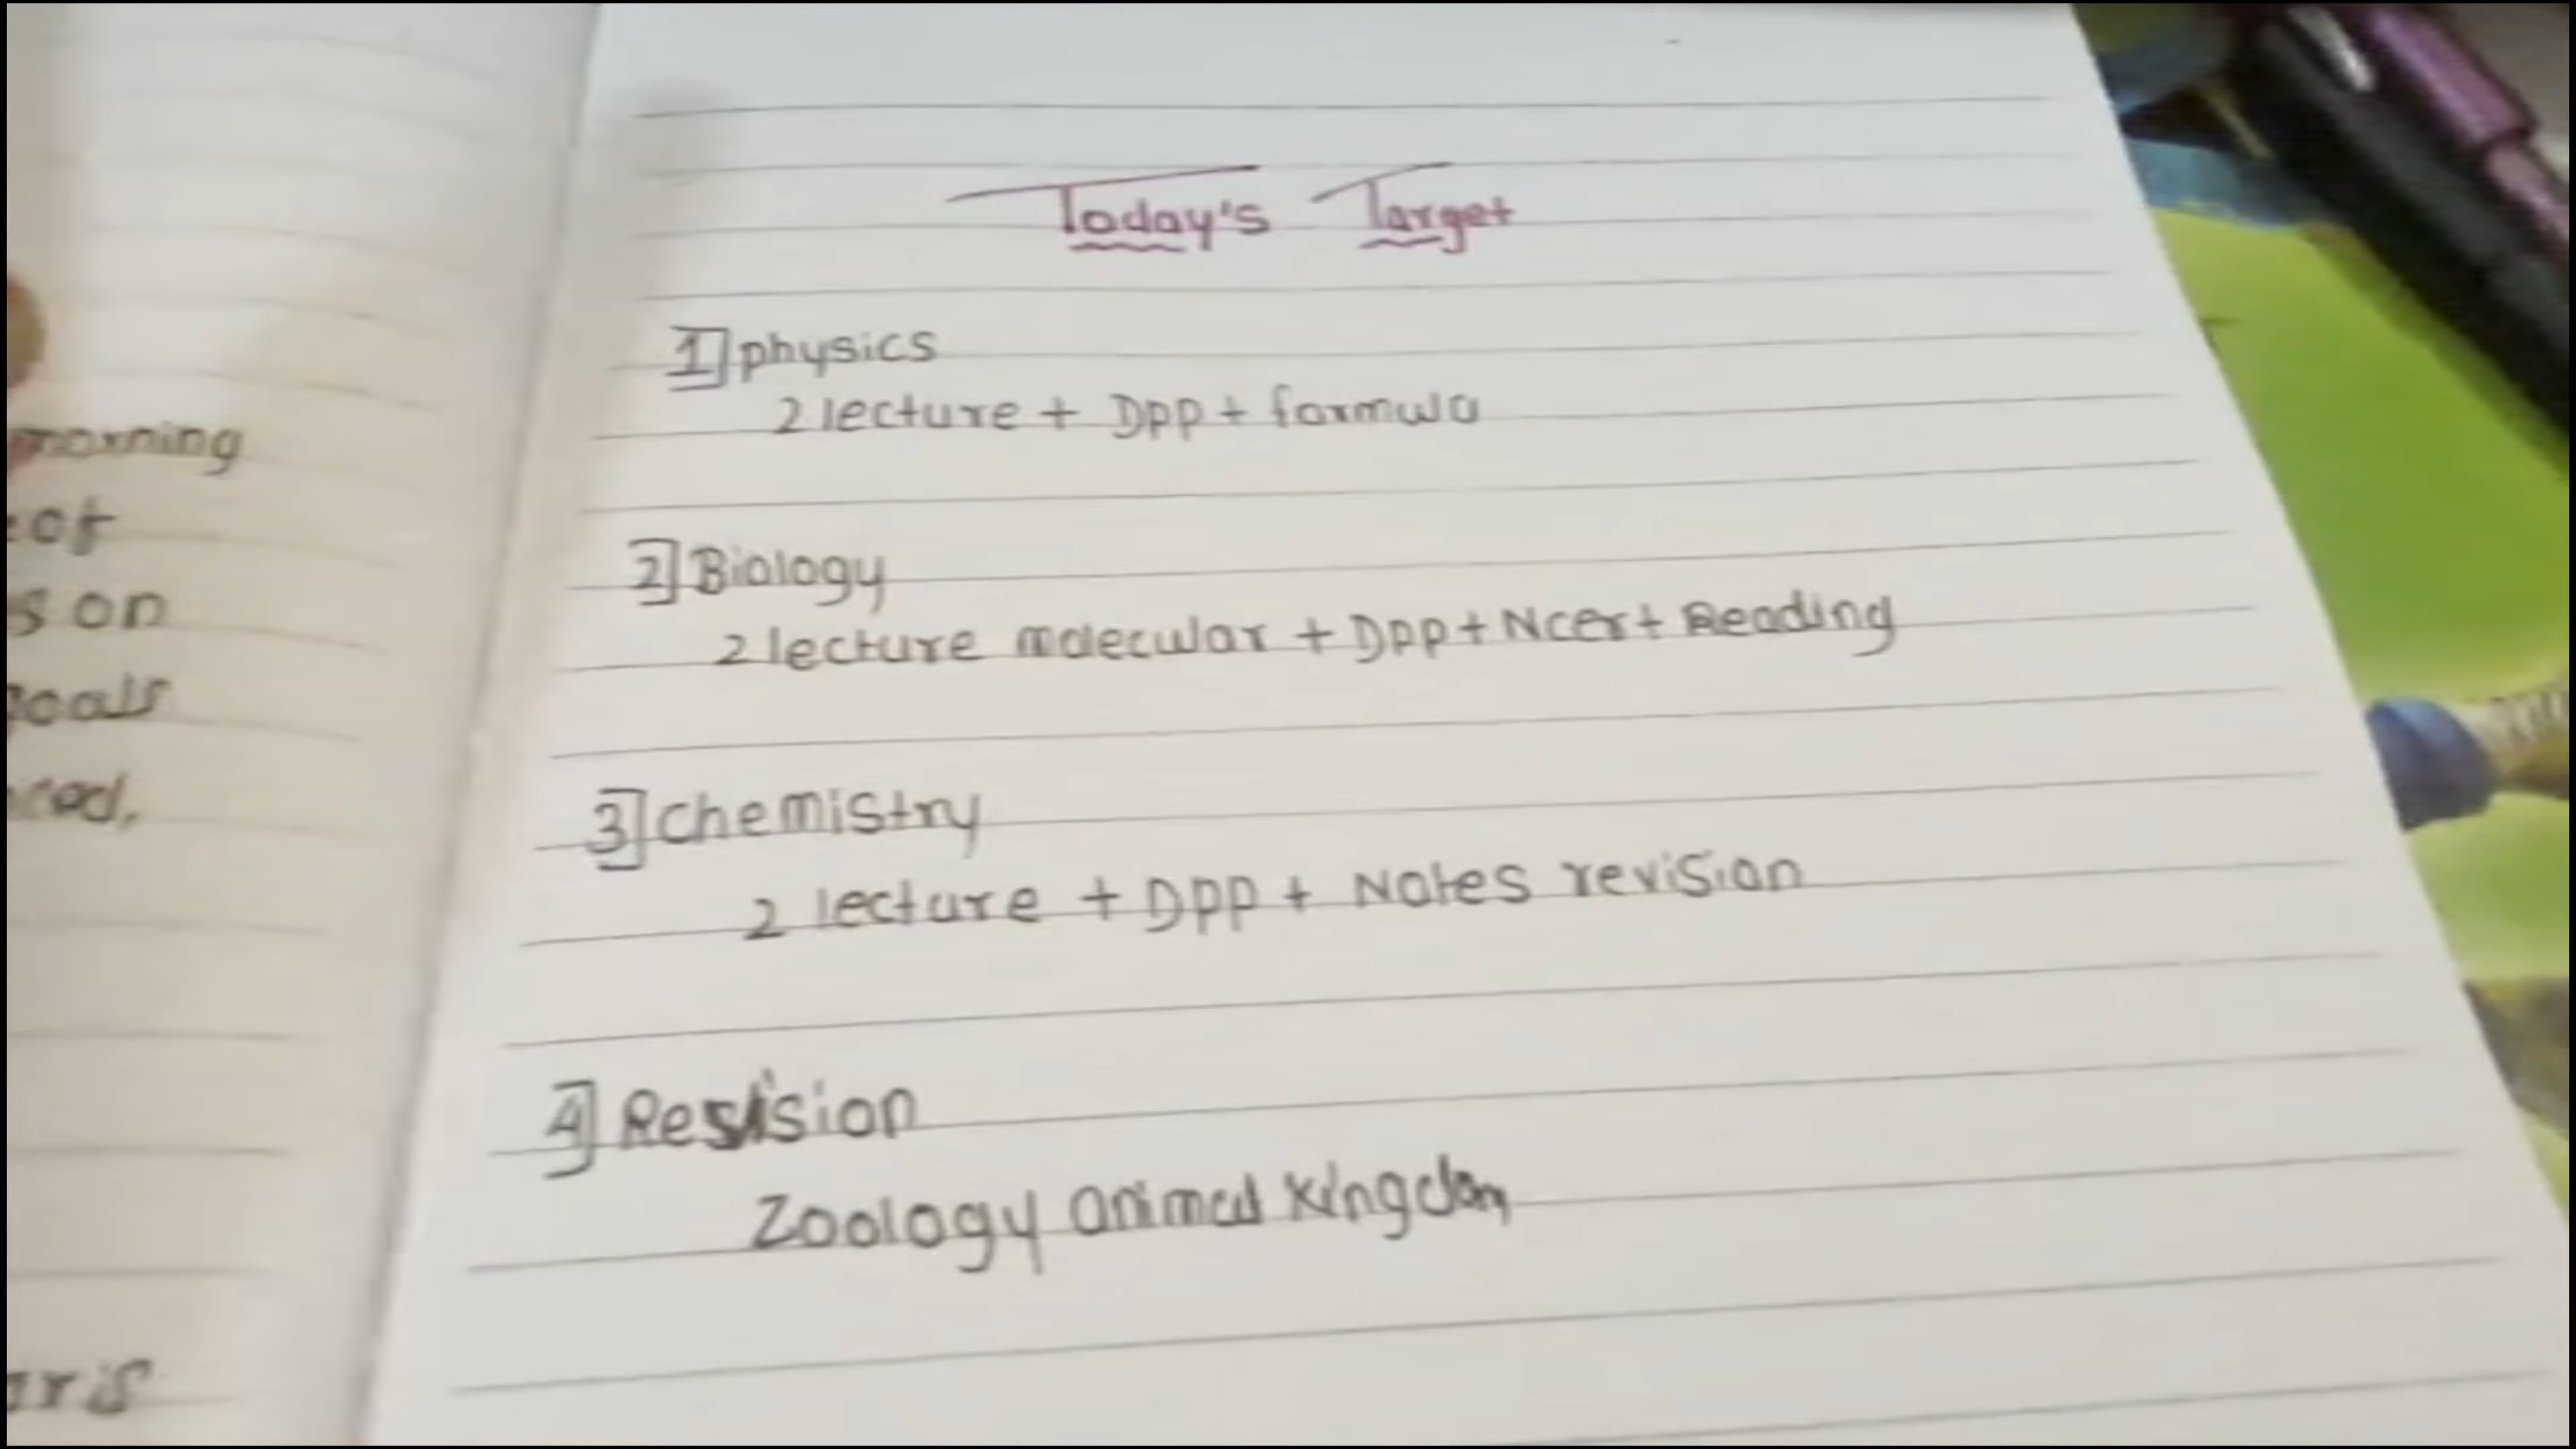 morning
of
s on
goals
ced,
Today's Target
1] physics
2 lecture + Dpp + formula
2] Biology
2 lecture molecular + Dpp + Ncert Reading
3] chemistry
2 lecture + Dpp + Notes revision
4] Revision
Zoology animal Kingdom